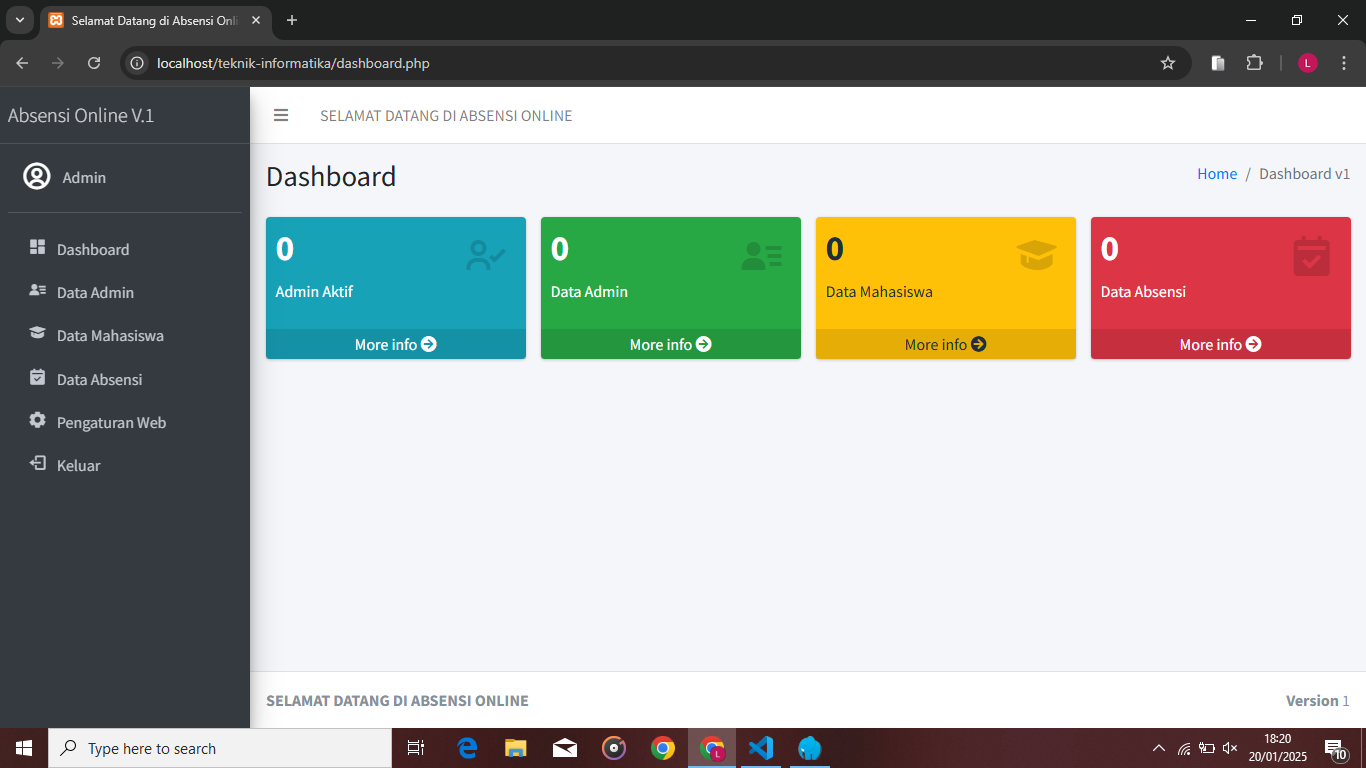 Selamat Datang di Absensi Onli
localhost/teknik-informatika/dashboard.php
L
Absensi Online V.1
SELAMAT DATANG DI ABSENSI ONLINE
Admin
Dashboard
Data Admin
Data Mahasiswa
Data Absensi
Pengaturan Web
Keluar
Dashboard
Home / Dashboard v1
0
Admin Aktif
More info
0
Data Admin
More info
0
Data Mahasiswa
More info
0
Data Absensi
More info
SELAMAT DATANG DI ABSENSI ONLINE
Version 1
Type here to search
L
18:20
20/01/2025
10